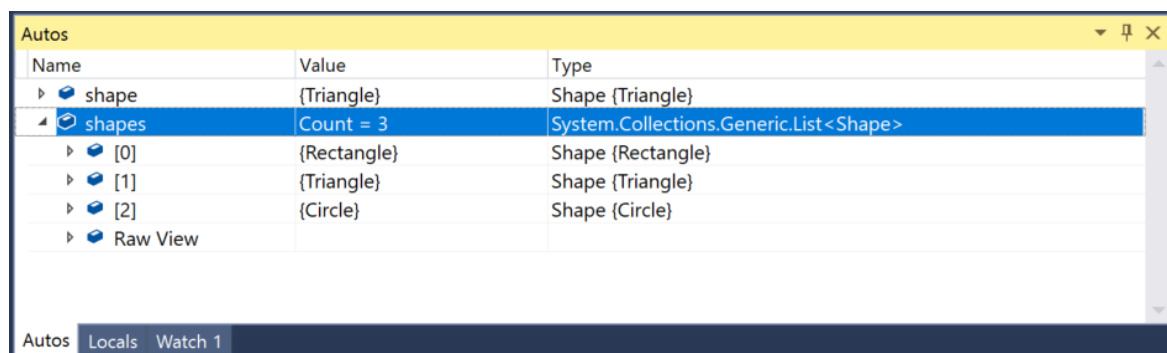 Autos
Name Value Type
shape {Triangle} Shape {Triangle}
shapes Count = 3 System.Collections.Generic.List<Shape>
[0] {Rectangle} Shape {Rectangle}
[1] {Triangle} Shape {Triangle}
[2] {Circle} Shape {Circle}
Raw View
Autos Locals Watch 1